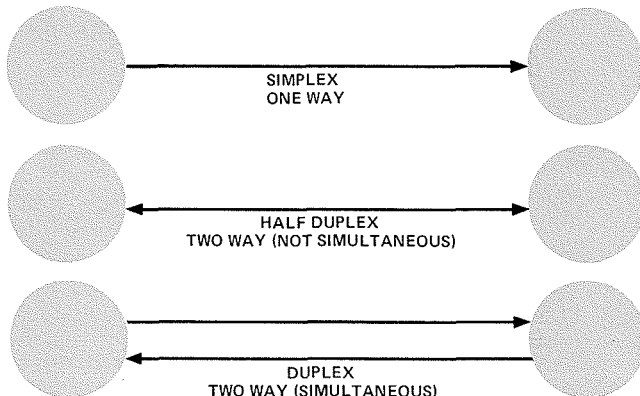 SIMPLEX
ONE WAY
HALF DUPLEX
TWO WAY (NOT SIMULTANEOUS)
DUPLEX
TWO WAY (SIMULTANEOUS)